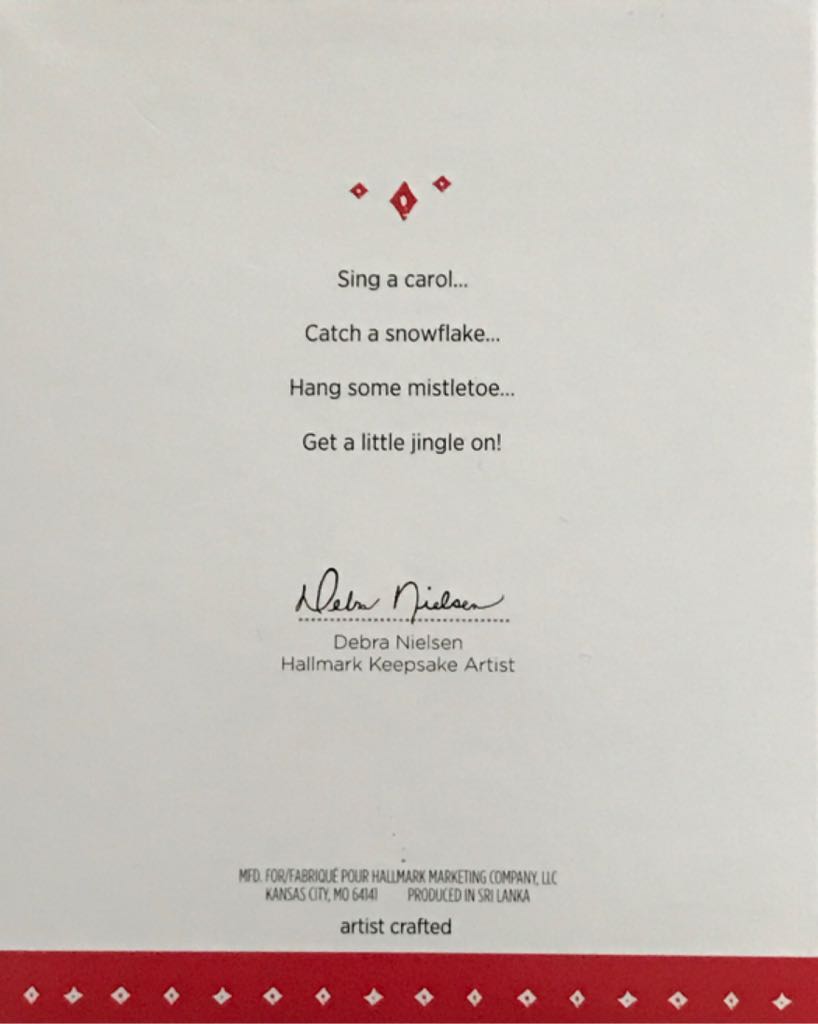 Sing a carol...
Catch a snowflake...
Hang some mistletoe...
Get a little jingle on!
Debra Nielsen
Debra Nielsen
Hallmark Keepsake Artist
MFD. FOR/FABRIQUÉ POUR HALLMARK MARKETING COMPANY, LLC
KANSAS CITY, MO 64141 PRODUCED IN SRI LANKA
artist crafted